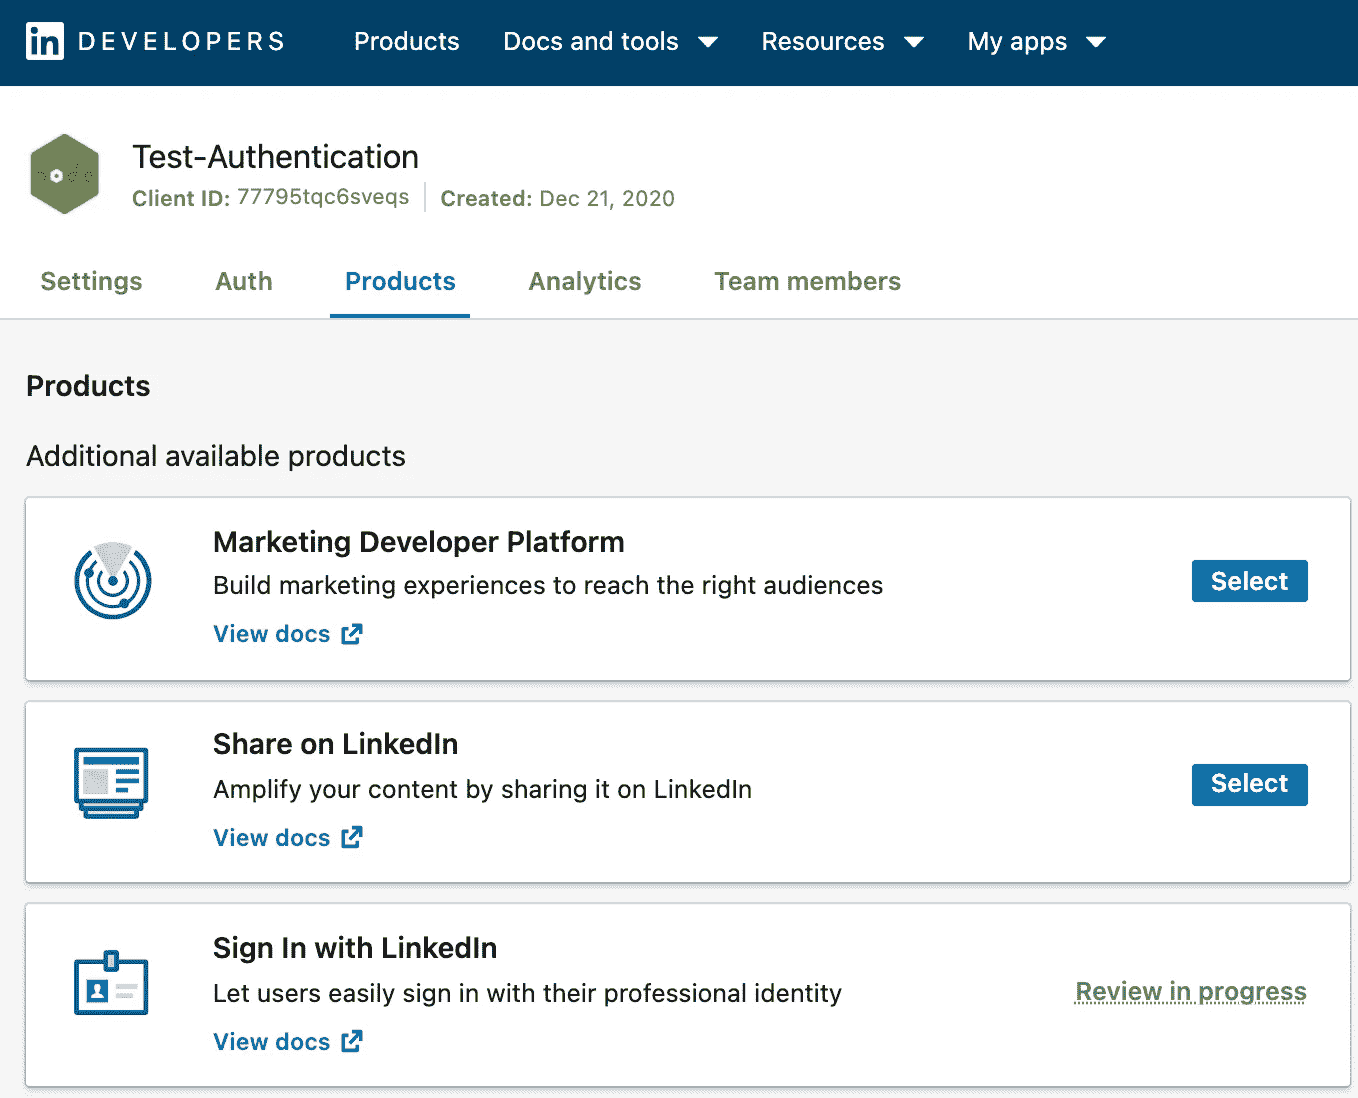 in DEVELOPERS Products Docs and tools Resources My apps
Test-Authentication
Client ID: 77795tqc6sveqs Created: Dec 21, 2020
Settings Auth Products Analytics Team members
Products
Additional available products
Marketing Developer Platform
Build marketing experiences to reach the right audiences
Select
View docs
Share on LinkedIn
Amplify your content by sharing it on LinkedIn
Select
View docs
Sign In with LinkedIn
Let users easily sign in with their professional identity
Review in progress
View docs